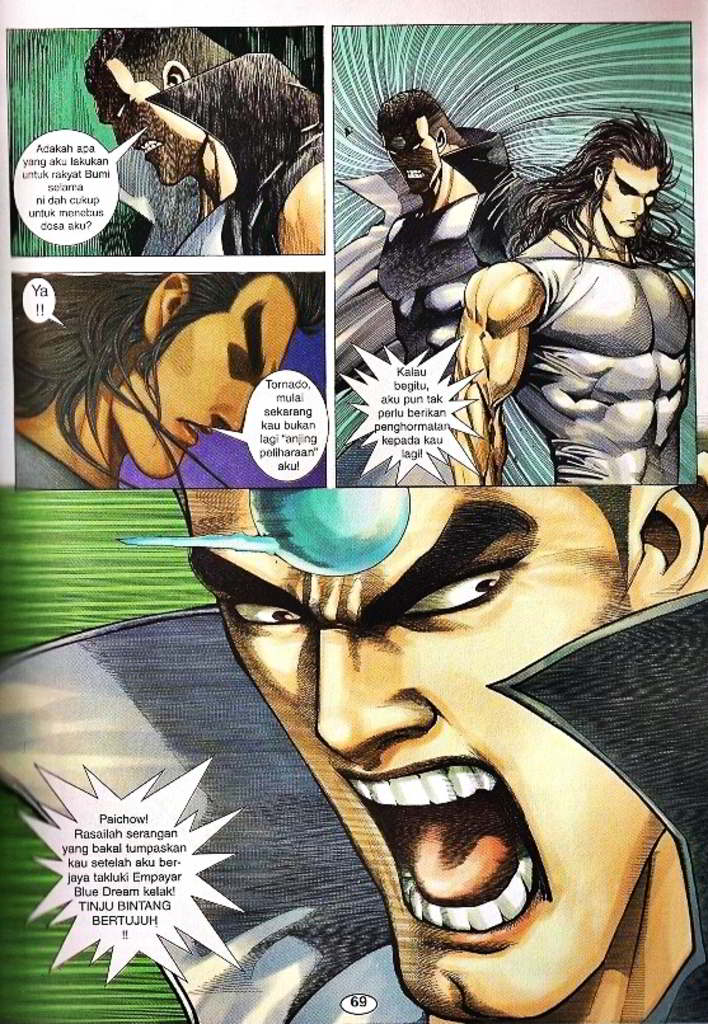 Adakah apa
yang aku lakukan
untuk rakyat Bumi
selama
ni dah cukup
untuk menebus
dosa aku?
Ya
!!
Tornado,
mulai
sekarang
kau bukan
lagi "anjing
peliharaan"
aku!
Kalau
begitu,
aku pun tak
perlu berikan
penghormatan
kepada kau
lagi!
Paichow!
Rasailah serangan
yang bakal tumpaskan
kau setelah aku ber-
jaya takluki Empayar
Blue Dream kelak!
TINJU BINTANG
BERTUJUH
!!
69